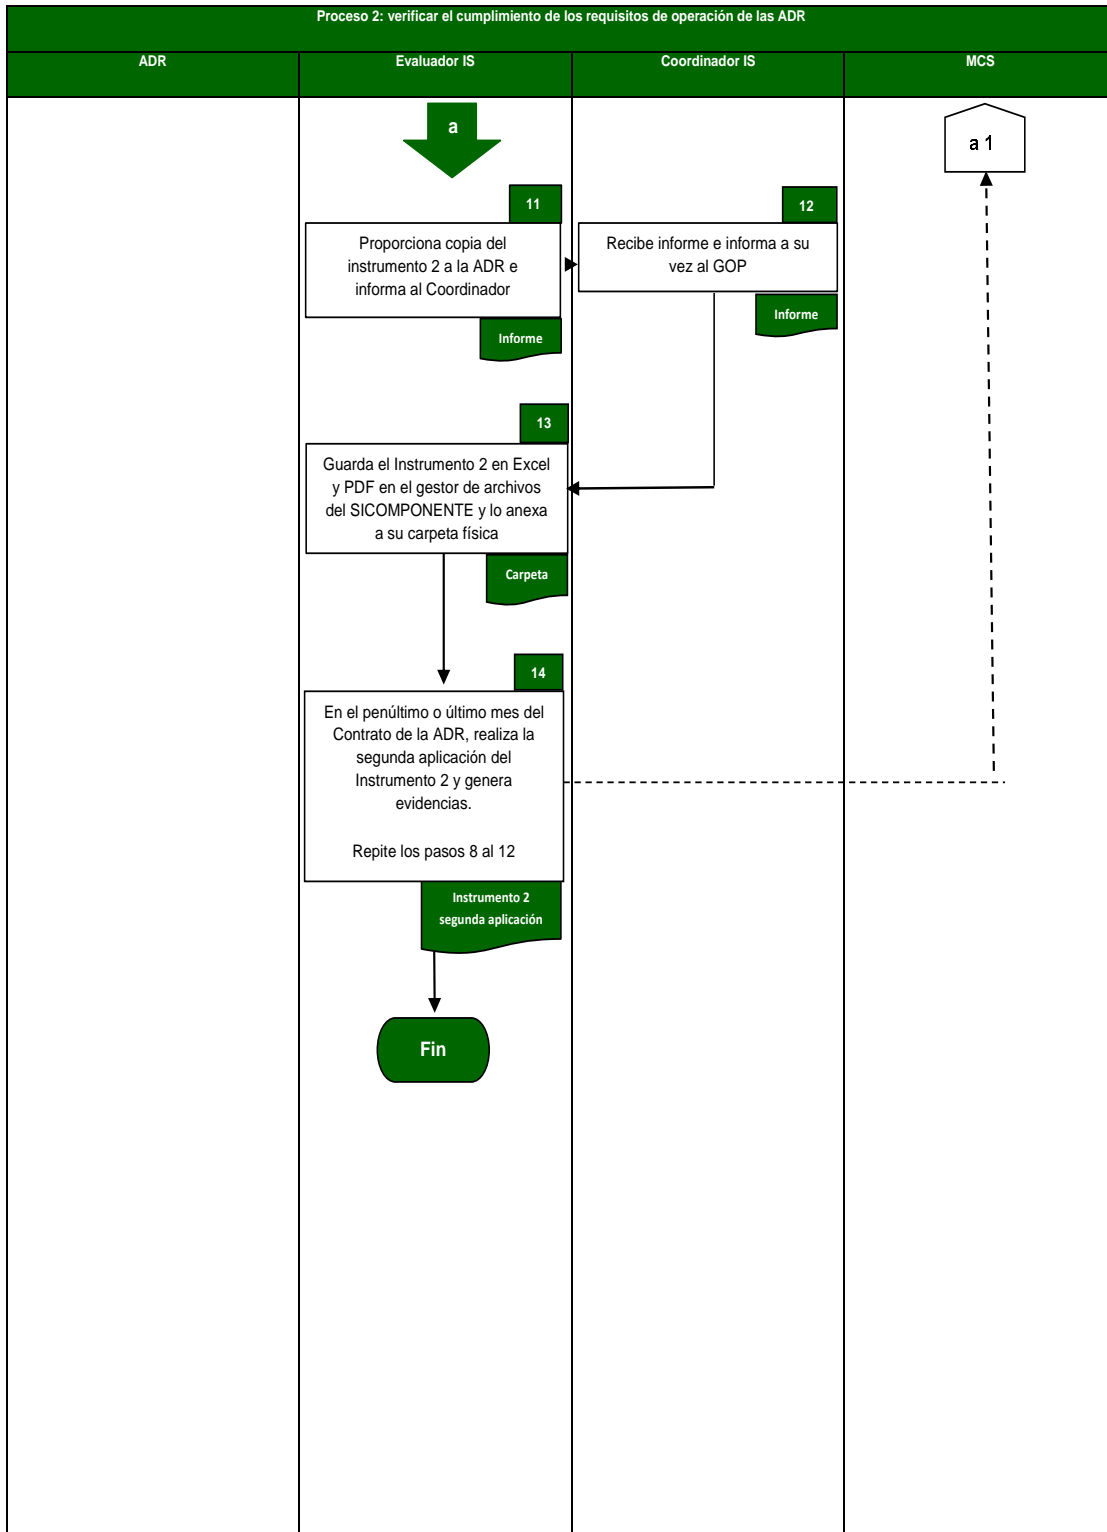 Proceso 2: verificar el cumplimiento de los requisitos de operación de las ADR
ADR
Evaluador IS
Coordinador IS
MCS
a
a 1
11
Proporciona copia del
instrumento 2 a la ADR e
informa al Coordinador
Informe
12
Recibe informe e informa a su
vez al GOP
Informe
13
Guarda el Instrumento 2 en Excel
y PDF en el gestor de archivos
del SICOMPONENTE y lo anexa
a su carpeta física
Carpeta
14
En el penúltimo o último mes del
Contrato de la ADR, realiza la
segunda aplicación del
Instrumento 2 y genera
evidencias.
Repite los pasos 8 al 12
Instrumento 2
segunda aplicación
Fin